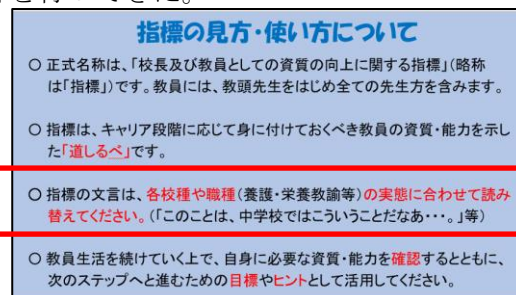 指標の見方・使い方について
○ 正式名称は、「校長及び教員としての資質の向上に関する指標」(略称
は「指標」)です。教員には、教頭先生をはじめ全ての先生方を含みます。
○ 指標は、キャリア段階に応じて身に付けておくべき教員の資質・能力を示し
た「道しるべ」です。
○ 指標の文言は、各校種や職種(養護・栄養教諭等)の実態に合わせて読み
替えてください。(「このことは、中学校ではこういうことだなあ・・・。」等)
○ 教員生活を続けていく上で、自身に必要な資質・能力を確認するとともに、
次のステップへと進むための目標やヒントとして活用してください。